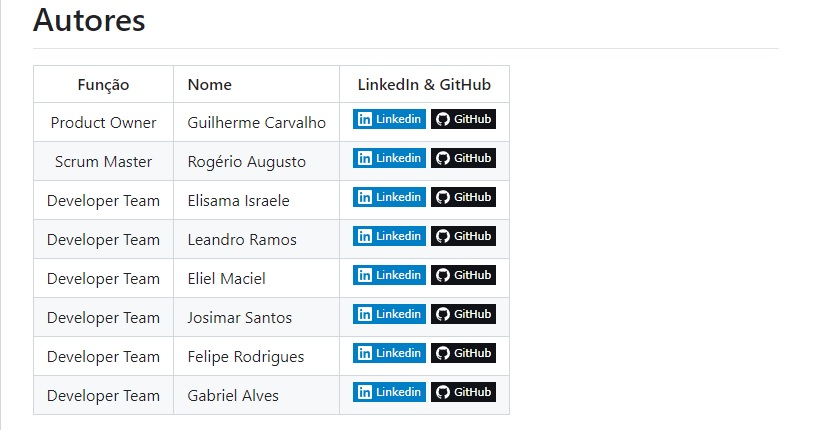 Autores
Função Nome LinkedIn & GitHub
Product Owner Guilherme Carvalho Linkedin GitHub
Scrum Master Rogério Augusto Linkedin GitHub
Developer Team Elisama Israele Linkedin GitHub
Developer Team Leandro Ramos Linkedin GitHub
Developer Team Eliel Maciel Linkedin GitHub
Developer Team Josimar Santos Linkedin GitHub
Developer Team Felipe Rodrigues Linkedin GitHub
Developer Team Gabriel Alves Linkedin GitHub